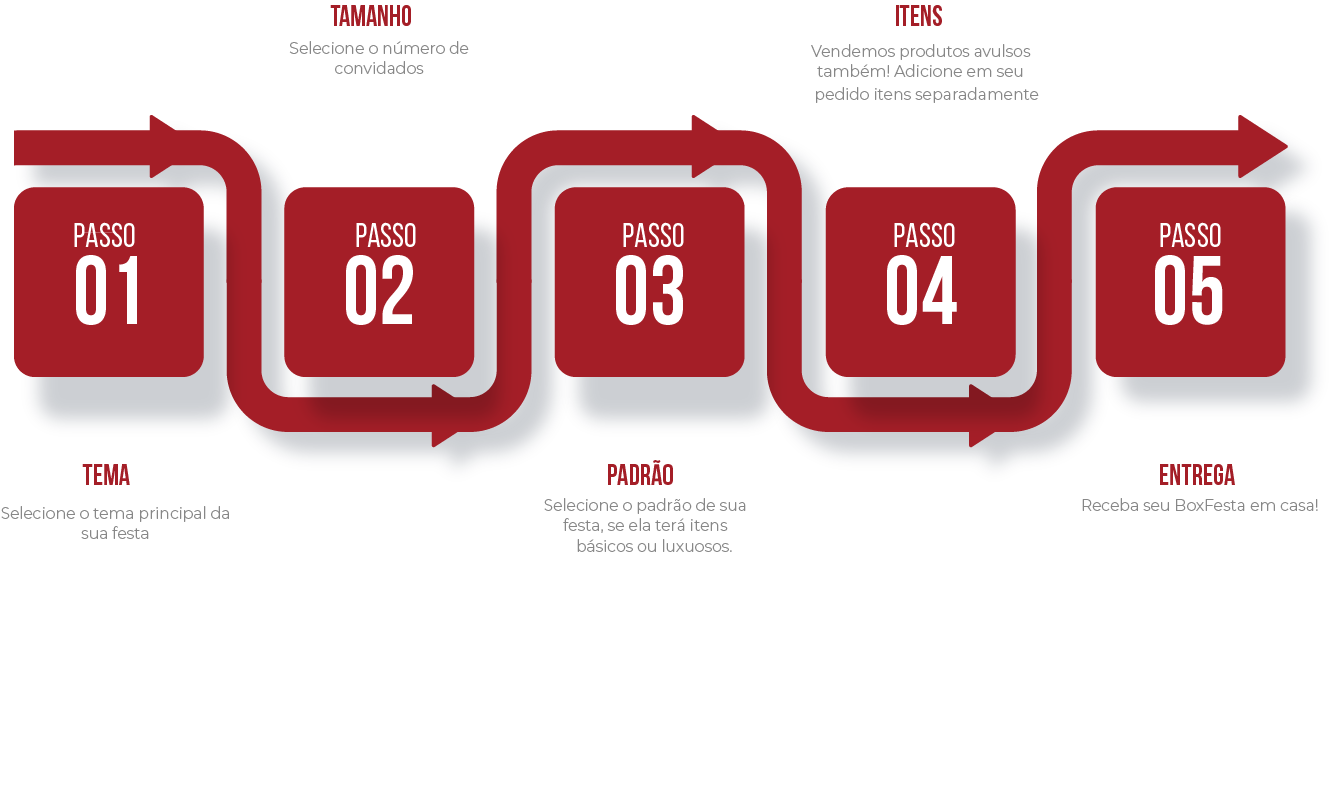 TAMANHO
Selecione o número de
convidados
ITENS
Vendemos produtos avulsos
também! Adicione em seu
pedido itens separadamente
PASSO
01
PASSO
02
PASSO
03
PASSO
04
PASSO
05
TEMA
Selecione o tema principal da
sua festa
PADRÃO
Selecione o padrão de sua
festa, se ela terá itens
básicos ou luxuosos.
ENTREGA
Receba seu BoxFesta em casa!